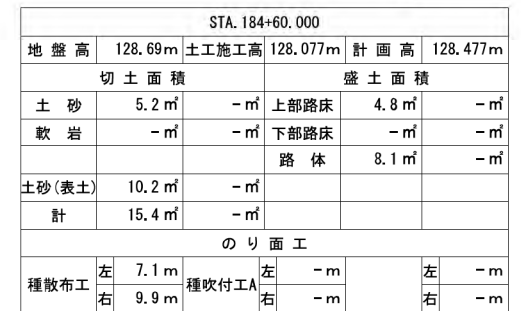 STA.184+60.000
地 盤 高 128.69m 土工施工高 128.077m 計 画 高 128.477m
切 土 面 積 盛 土 面 積
土 砂 5.2㎡ －㎡ 上部路床 4.8㎡ －㎡
軟 岩 －㎡ －㎡ 下部路床 －㎡ －㎡
路 体 8.1㎡ －㎡
土砂(表土) 10.2㎡ －㎡
計 15.4㎡ －㎡
の り 面 工
種散布工 左 7.1m 種吹付工A 左 －m 左 －m
右 9.9m 右 －m 右 －m